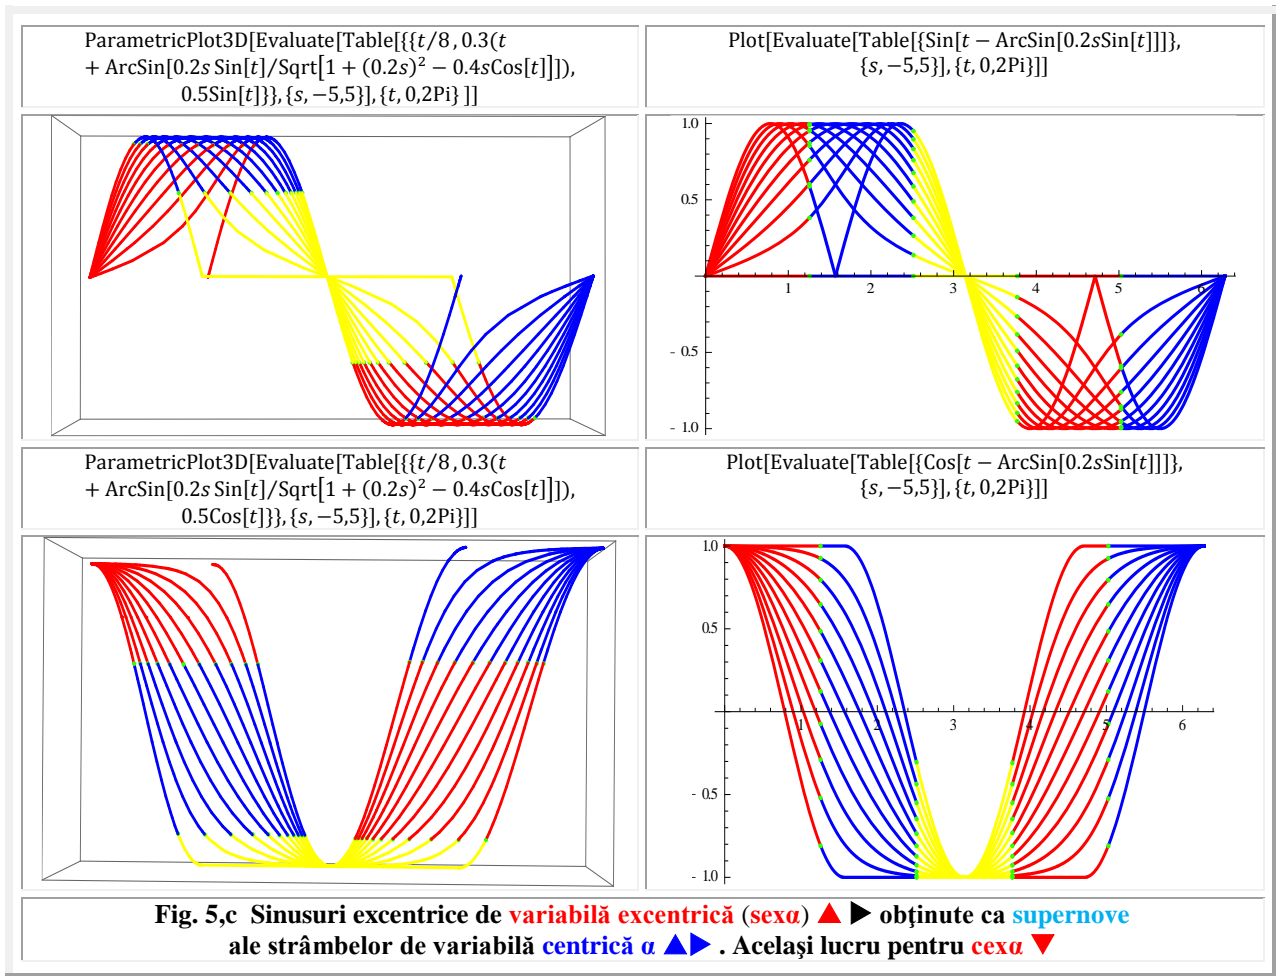 ParametricPlot3D[Evaluate[Table[{{𝑡/8 , 0.3(𝑡
+ ArcSin[0.2𝑠 Sin[𝑡]/Sqrt[1 + (0.2𝑠)² − 0.4𝑠Cos[𝑡]]]),
0.5Sin[𝑡]}}, {𝑠, −5,5}], {𝑡, 0,2Pi} ]]
Plot[Evaluate[Table[{Sin[𝑡 − ArcSin[0.2𝑠Sin[𝑡]]]},
{𝑠, −5,5}], {𝑡, 0,2Pi}]]
1.0
0.5
1 2 3 4 5 6
- 0.5
- 1.0
ParametricPlot3D[Evaluate[Table[{{𝑡/8 , 0.3(𝑡
+ ArcSin[0.2𝑠 Sin[𝑡]/Sqrt[1 + (0.2𝑠)² − 0.4𝑠Cos[𝑡]]]),
0.5Cos[𝑡]}}, {𝑠, −5,5}], {𝑡, 0,2Pi}]]
Plot[Evaluate[Table[{Cos[𝑡 − ArcSin[0.2𝑠Sin[𝑡]]]},
{𝑠, −5,5}], {𝑡, 0,2Pi}]]
1.0
0.5
1 2 3 4 5 6
- 0.5
- 1.0
Fig. 5,c Sinusuri excentrice de variabilă excentrică (sexα) ▲ ▶ obţinute ca supernove
ale strâmbelor de variabilă centrică α ▲▶ . Acelaşi lucru pentru cexα ▼